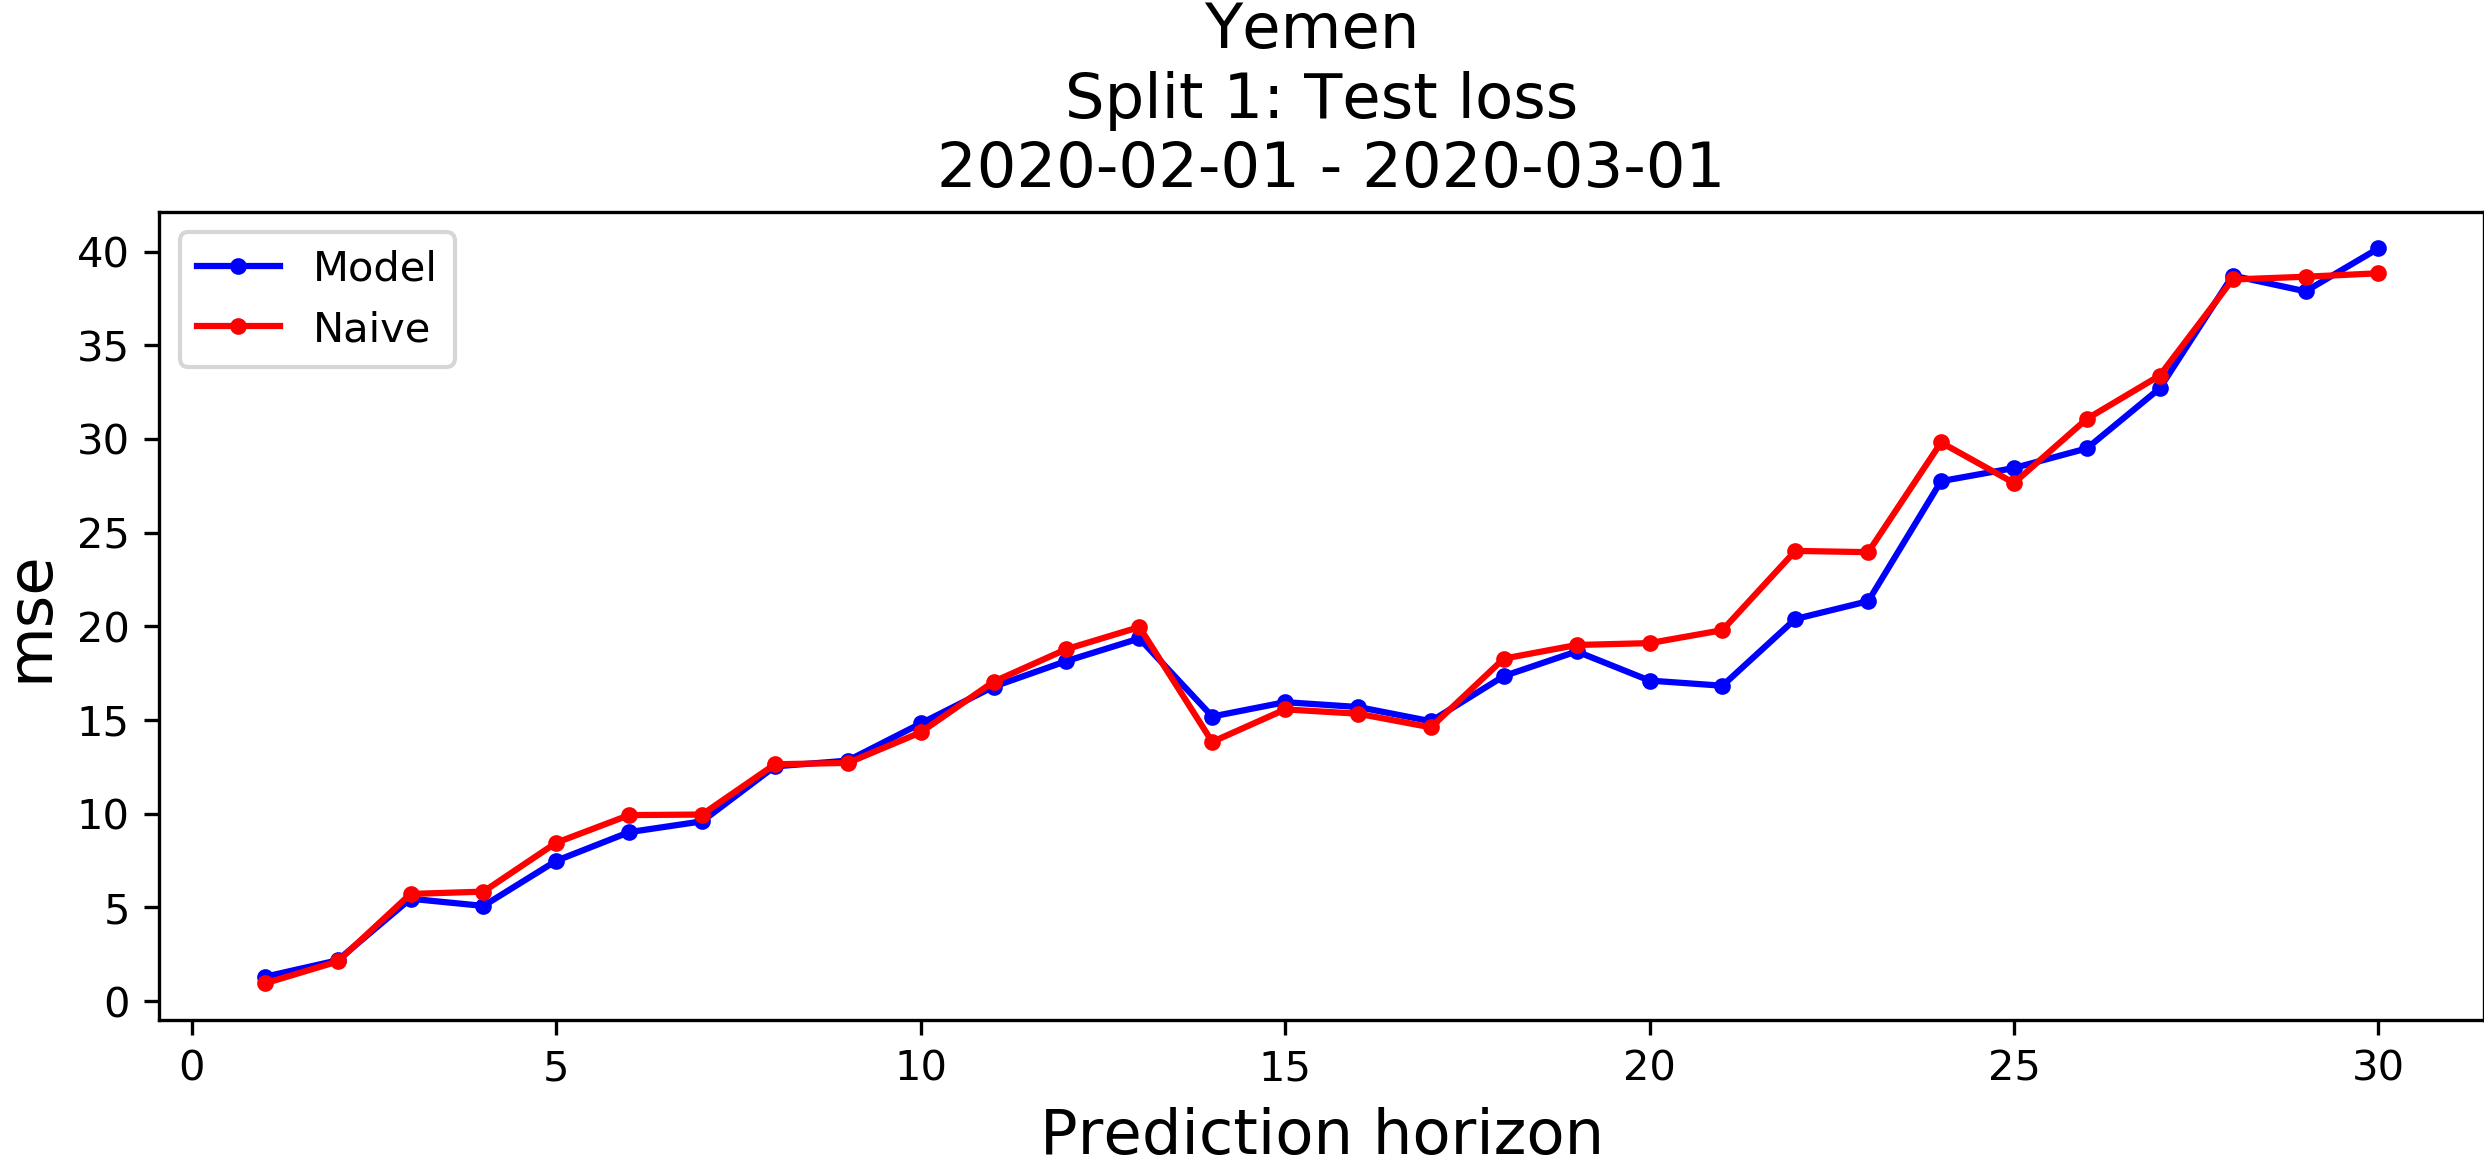 Yemen
Split 1: Test loss
2020-02-01 - 2020-03-01
Model
Naive
40
35
30
25
20
15
10
5
0
mse
0 5 10 15 20 25 30
Prediction horizon